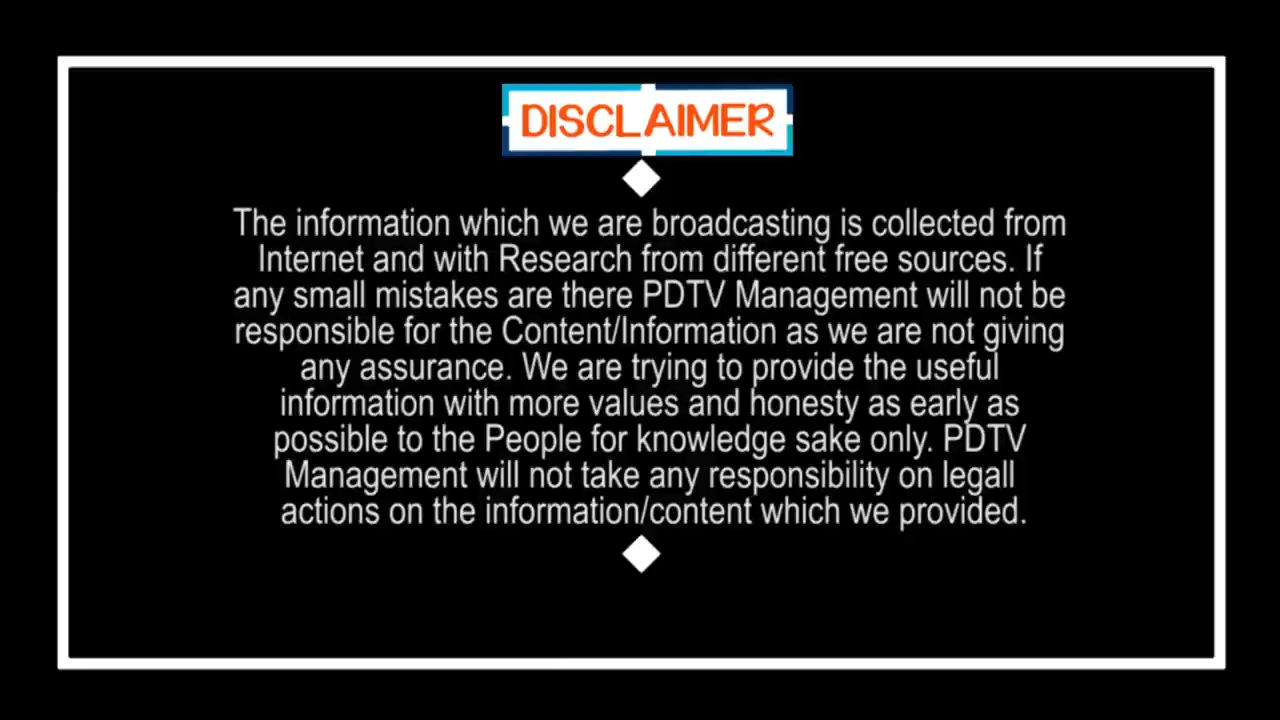 DISCLAIMER
The information which we are broadcasting is collected from
Internet and with Research from different free sources. If
any small mistakes are there PDTV Management will not be
responsible for the Content/Information as we are not giving
any assurance. We are trying to provide the useful
information with more values and honesty as early as
possible to the People for knowledge sake only. PDTV
Management will not take any responsibility on legall
actions on the information/content which we provided.